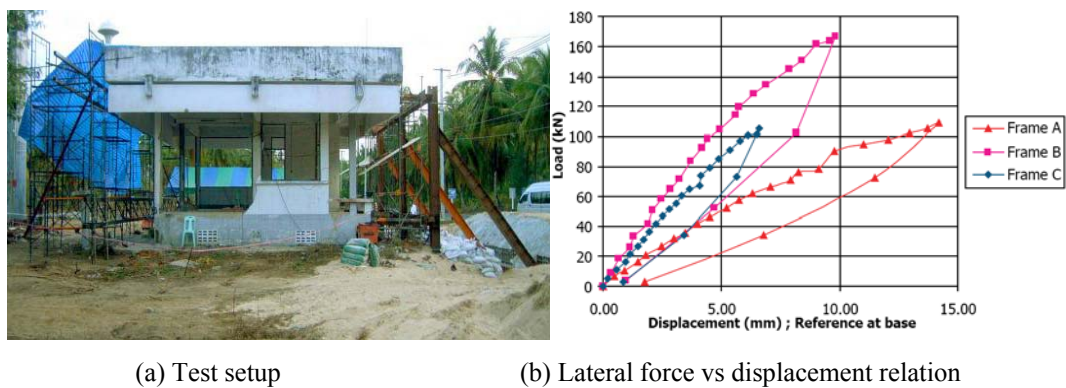 180
160
140
120
100
80
60
40
20
0
Load (kN)
0.00
5.00
10.00
15.00
Displacement (mm) ; Reference at base
Frame A
Frame B
Frame C
(a) Test setup
(b) Lateral force vs displacement relation